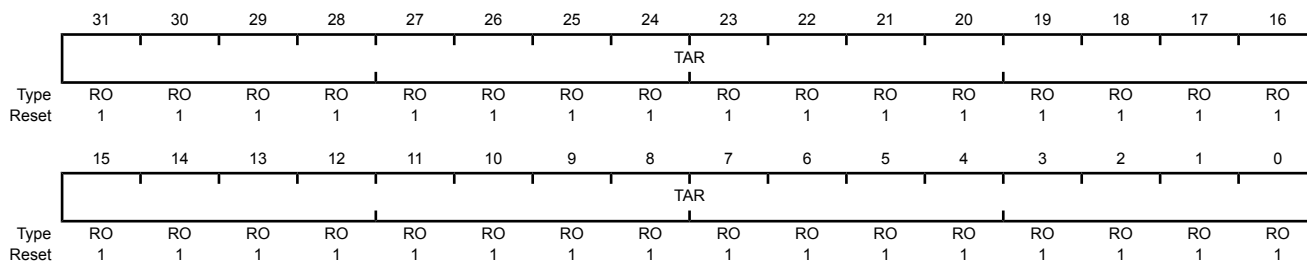 31 30 29 28 27 26 25 24 23 22 21 20 19 18 17 16
TAR
Type RO RO RO RO RO RO RO RO RO RO RO RO RO RO RO RO
Reset 1 1 1 1 1 1 1 1 1 1 1 1 1 1 1 1
15 14 13 12 11 10 9 8 7 6 5 4 3 2 1 0
TAR
Type RO RO RO RO RO RO RO RO RO RO RO RO RO RO RO RO
Reset 1 1 1 1 1 1 1 1 1 1 1 1 1 1 1 1